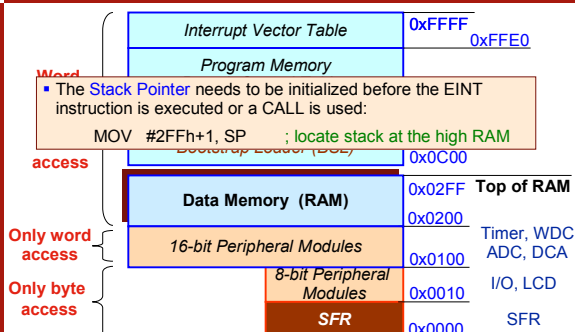 Interrupt Vector Table
0xFFFF
0xFFE0
Program Memory
Word
▪ The Stack Pointer needs to be initialized before the EINT
instruction is executed or a CALL is used:
MOV #2FFh+1, SP ; locate stack at the high RAM
Bootstrap Loader (BSL)
access
0x0C00
Data Memory (RAM)
0x02FF Top of RAM
0x0200
Only word
access
16-bit Peripheral Modules
Timer, WDC
ADC, DCA
0x0100
Only byte
access
8-bit Peripheral
Modules
I/O, LCD
0x0010
SFR
SFR
0x0000